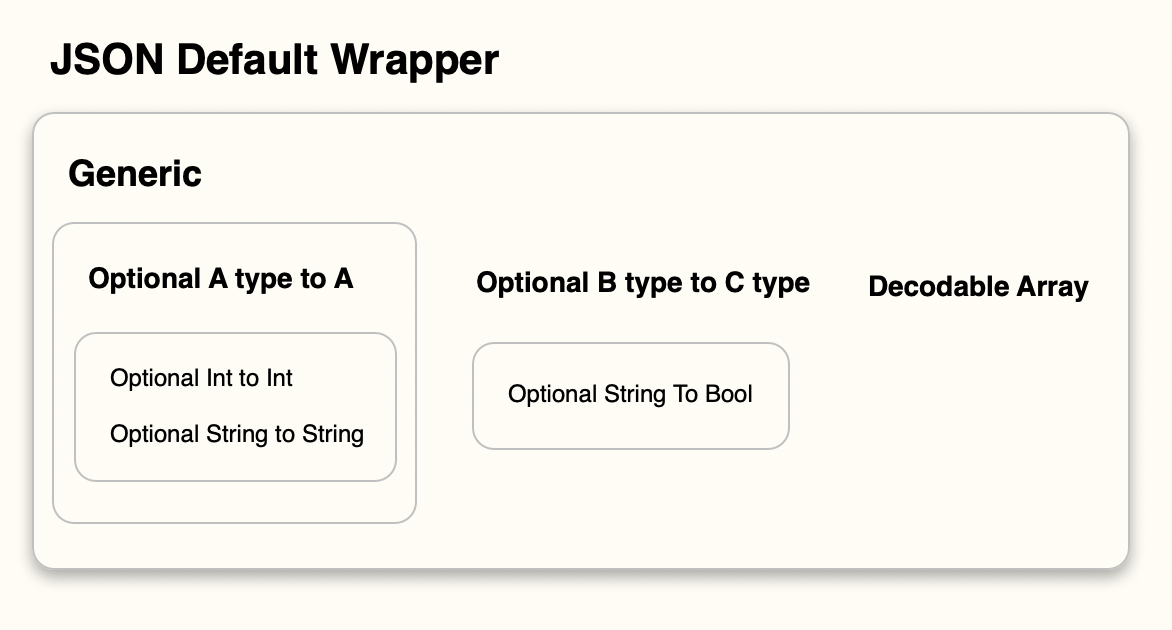 JSON Default Wrapper
Generic
Optional A type to A
Optional Int to Int
Optional String to String
Optional B type to C type
Optional String To Bool
Decodable Array